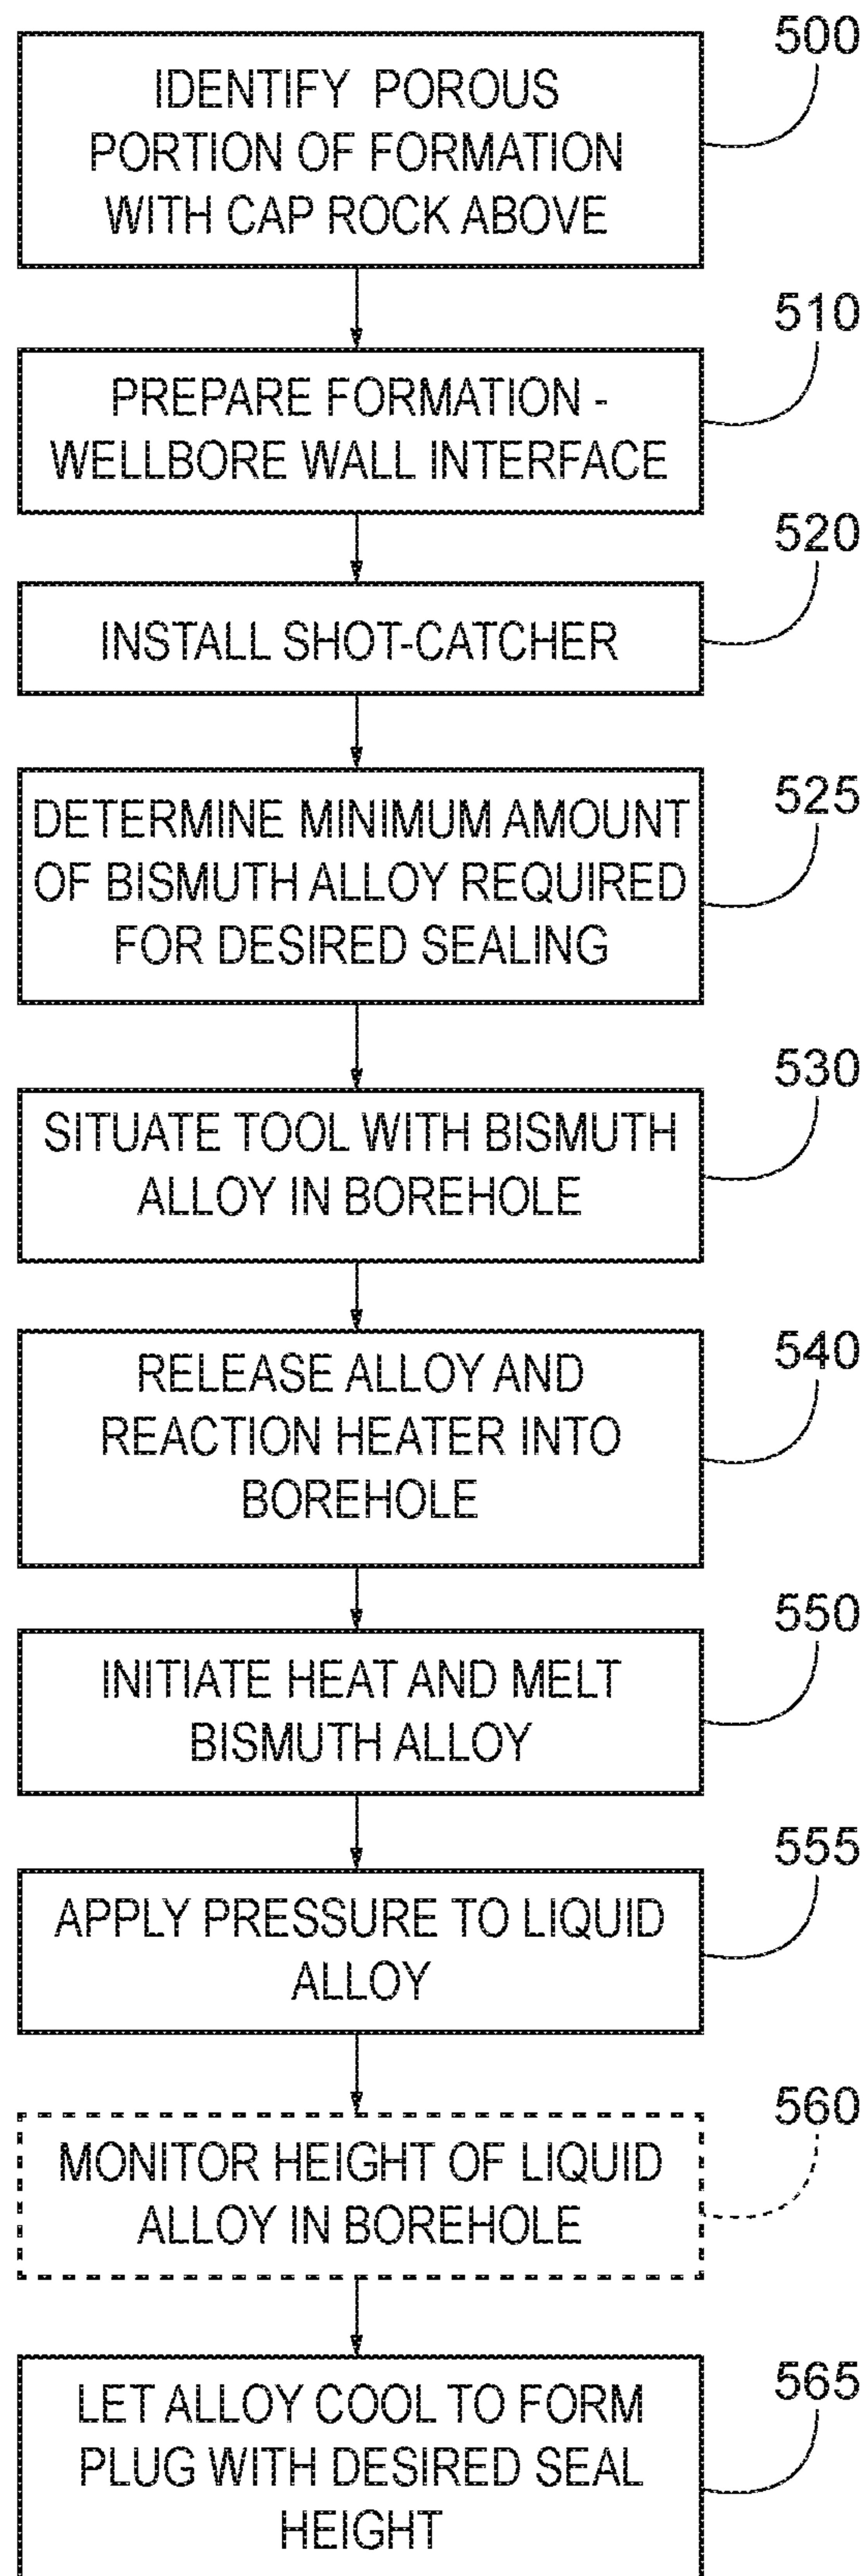 500
IDENTIFY POROUS
PORTION OF FORMATION
WITH CAP ROCK ABOVE
510
PREPARE FORMATION -
WELLBORE WALL INTERFACE
520
INSTALL SHOT-CATCHER
525
DETERMINE MINIMUM AMOUNT
OF BISMUTH ALLOY REQUIRED
FOR DESIRED SEALING
530
SITUATE TOOL WITH BISMUTH
ALLOY IN BOREHOLE
540
RELEASE ALLOY AND
REACTION HEATER INTO
BOREHOLE
550
INITIATE HEAT AND MELT
BISMUTH ALLOY
555
APPLY PRESSURE TO LIQUID
ALLOY
560
MONITOR HEIGHT OF LIQUID
ALLOY IN BOREHOLE
565
LET ALLOY COOL TO FORM
PLUG WITH DESIRED SEAL
HEIGHT